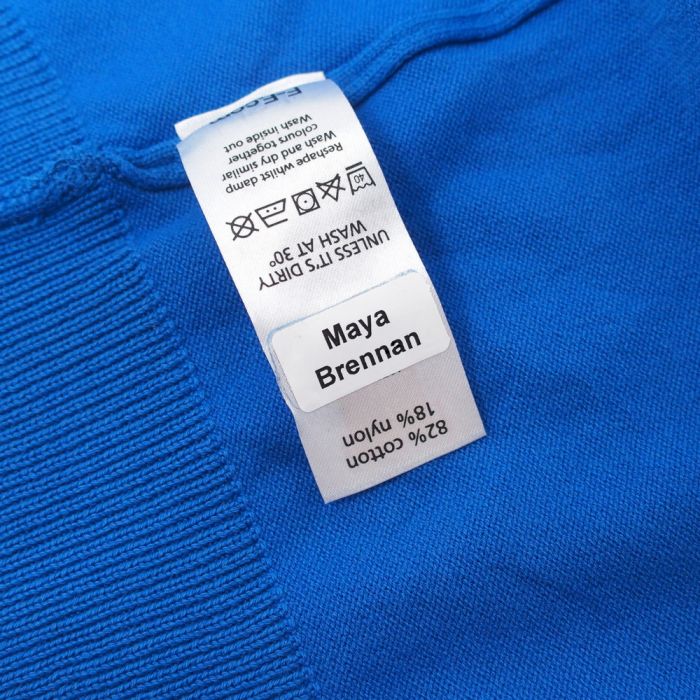 Maya
Brennan
82% cotton
18% nylon
WASH AT 30°
UNLESS IT'S DIRTY
40
Reshape whilst damp
Wash and dry similar
colours together
Wash inside out